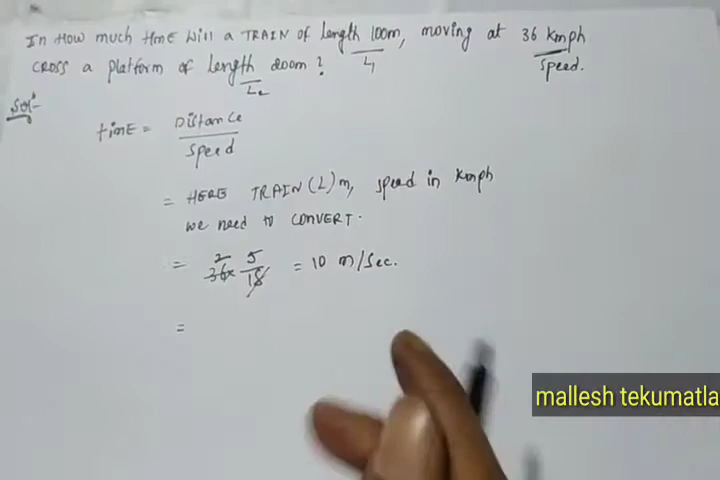 In How much time will a TRAIN of length 100m, moving at 36 kmph
L1
CROSS a platform of length 200m?
speed.
L2
Sol:-
timE = Distance
speed
= HERE TRAIN(L)m, speed in kmph
we need to CONVERT.
= 2 5
36 x 18 = 10 m/sec.
=
mallesh tekumatla